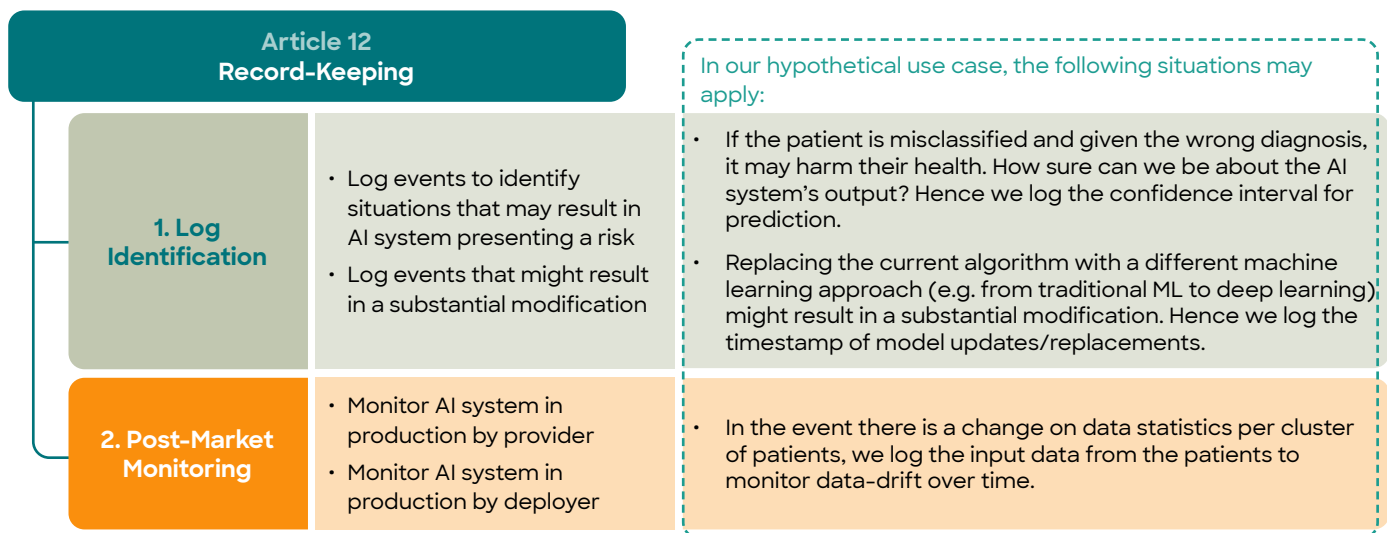 Article 12
Record-Keeping
In our hypothetical use case, the following situations may
apply:
1. Log
Identification
• Log events to identify
situations that may result in
AI system presenting a risk
• Log events that might result
in a substantial modification
• If the patient is misclassified and given the wrong diagnosis,
it may harm their health. How sure can we be about the AI
system's output? Hence we log the confidence interval for
prediction.
• Replacing the current algorithm with a different machine
learning approach (e.g. from traditional ML to deep learning)
might result in a substantial modification. Hence we log the
timestamp of model updates/replacements.
2. Post-Market
Monitoring
• Monitor AI system in
production by provider
• Monitor AI system in
production by deployer
• In the event there is a change on data statistics per cluster
of patients, we log the input data from the patients to
monitor data-drift over time.